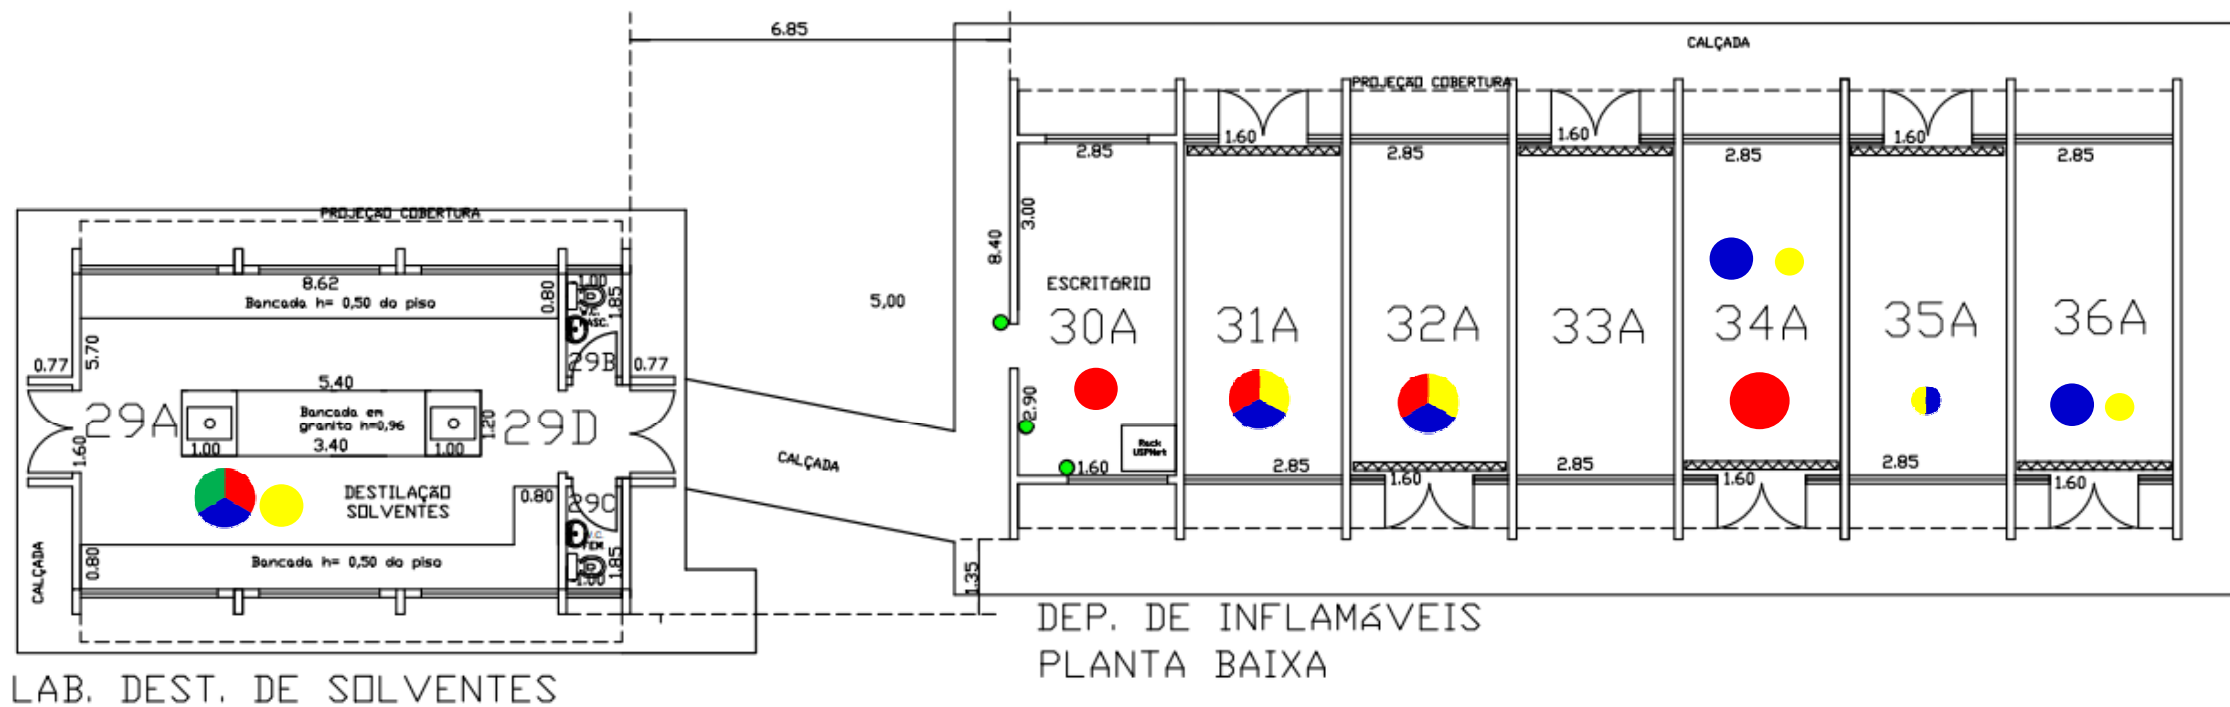 6.85
CALÇADA
PROJEÇÃO COBERTURA
1.60
1.60
1.60
2.85
2.85
2.85
2.85
3.00
8.40
PROJEÇÃO COBERTURA
8.62
Bancada h= 0,50 do piso
0.80
1.00
1.85
W.C.
MASC.
5,00
ESCRITÓRIO
30A
31A
32A
33A
34A
35A
36A
5.70
0.77
29B
0.77
5.40
29A
Bancada em
granito h=0,96
1.20
29D
1.00
3.40
1.00
1.60
2.90
Rack
USPNet
CALÇADA
1.60
2.85
2.85
2.85
1.60
1.60
1.60
DESTILAÇÃO
SOLVENTES
0.80
29C
W.C.
FEM
0.80
Bancada h= 0,50 do piso
1.85
1.00
CALÇADA
1.35
DEP. DE INFLAMÁVEIS
PLANTA BAIXA
LAB. DEST. DE SOLVENTES